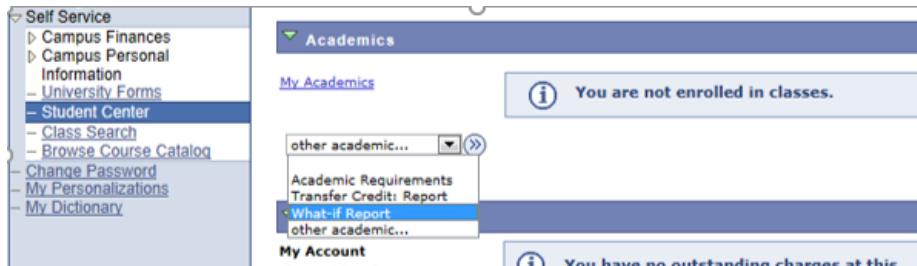 Self Service
Campus Finances
Campus Personal
Information
University Forms
Student Center
Class Search
Browse Course Catalog
Change Password
My Personalizations
My Dictionary
Academics
My Academics
You are not enrolled in classes.
other academic...
Academic Requirements
Transfer Credit: Report
What-if Report
other academic...
My Account
You have no outstanding charges at this